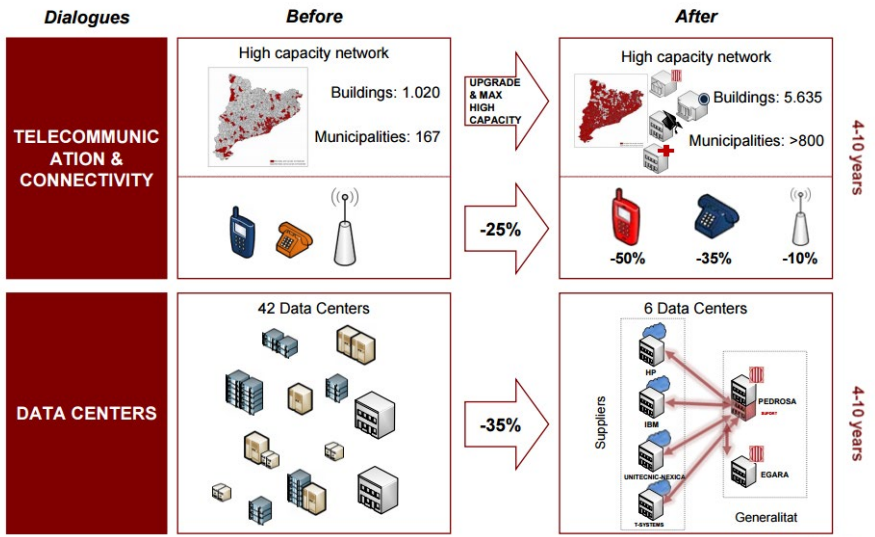 Dialogues
Before
After
TELECOMMUNIC
ATION &
CONNECTIVITY
High capacity network
Buildings: 1.020
Municipalities: 167
UPGRADE
& MAX
HIGH
CAPACITY
High capacity network
Buildings: 5.635
Municipalities: >800
4-10 years
-25%
-50%
-35%
-10%
DATA CENTERS
42 Data Centers
-35%
6 Data Centers
Suppliers
HP
IBM
UNITECNIC-NEXICA
T-SYSTEMS
PEDROSA
SUPORT
EGARA
Generalitat
4-10 years